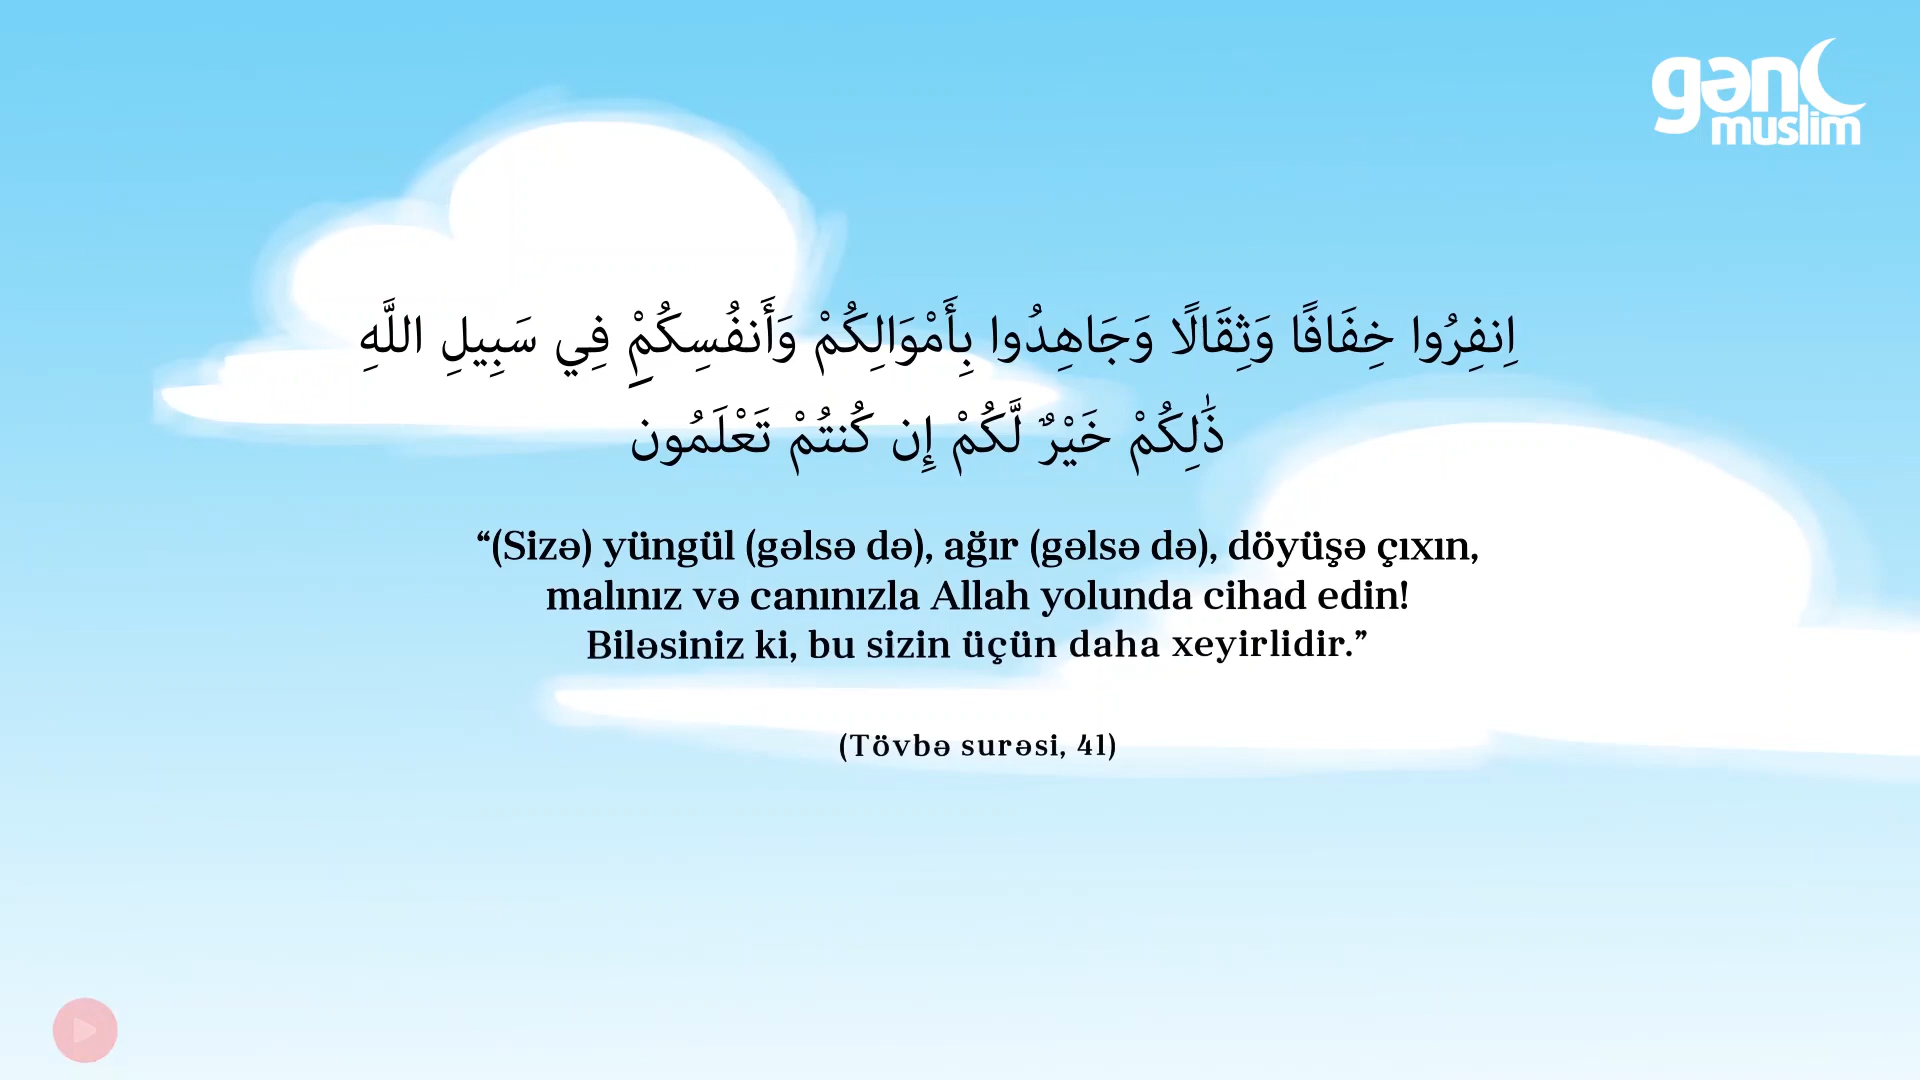 gənc
muslim
اِنفِرُوا خِفَافًا وَثِقَالًا وَجَاهِدُوا بِأَمْوَالِكُمْ وَأَنفُسِكُمْ فِي سَبِيلِ اللَّهِ
ذَٰلِكُمْ خَيْرٌ لَّكُمْ إِن كُنتُمْ تَعْلَمُون
“(Sizə) yüngül (gəlsə də), ağır (gəlsə də), döyüşə çıxın,
malınız və canınızla Allah yolunda cihad edin!
Biləsiniz ki, bu sizin üçün daha xeyirlidir.”
(Tövbə surəsi, 41)